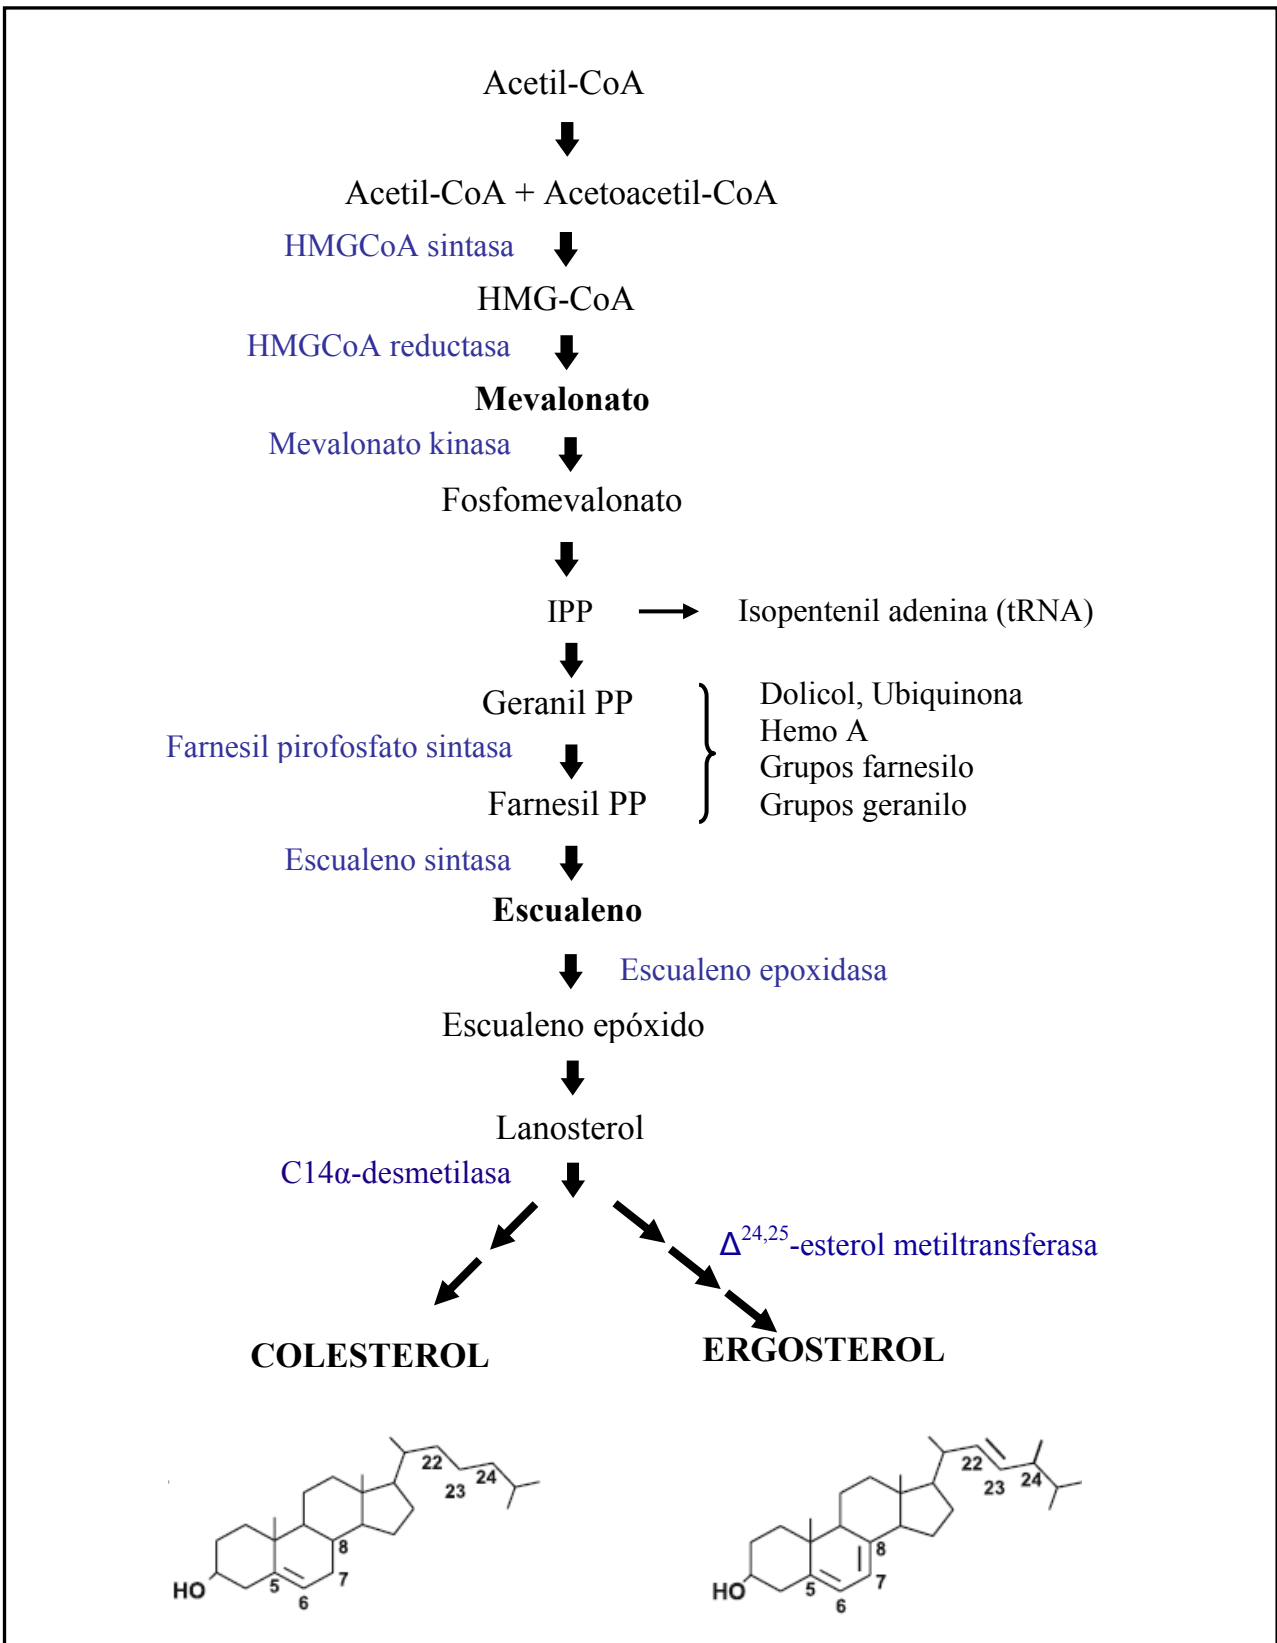 Acetil-CoA
Acetil-CoA + Acetoacetil-CoA
HMGCoA sintasa
HMG-CoA
HMGCoA reductasa
Mevalonato
Mevalonato kinasa
Fosfomevalonato
IPP
Isopentenil adenina (tRNA)
Geranil PP
Farnesil pirofosfato sintasa
Farnesil PP
Dolicol, Ubiquinona
Hemo A
Grupos farnesilo
Grupos geranilo
Escualeno sintasa
Escualeno
Escualeno epoxidasa
Escualeno epóxido
Lanosterol
C14α-desmetilasa
Δ24,25-esterol metiltransferasa
COLESTEROL
ERGOSTEROL
22
23
24
8
7
5
6
HO
22
23
24
8
7
5
6
HO